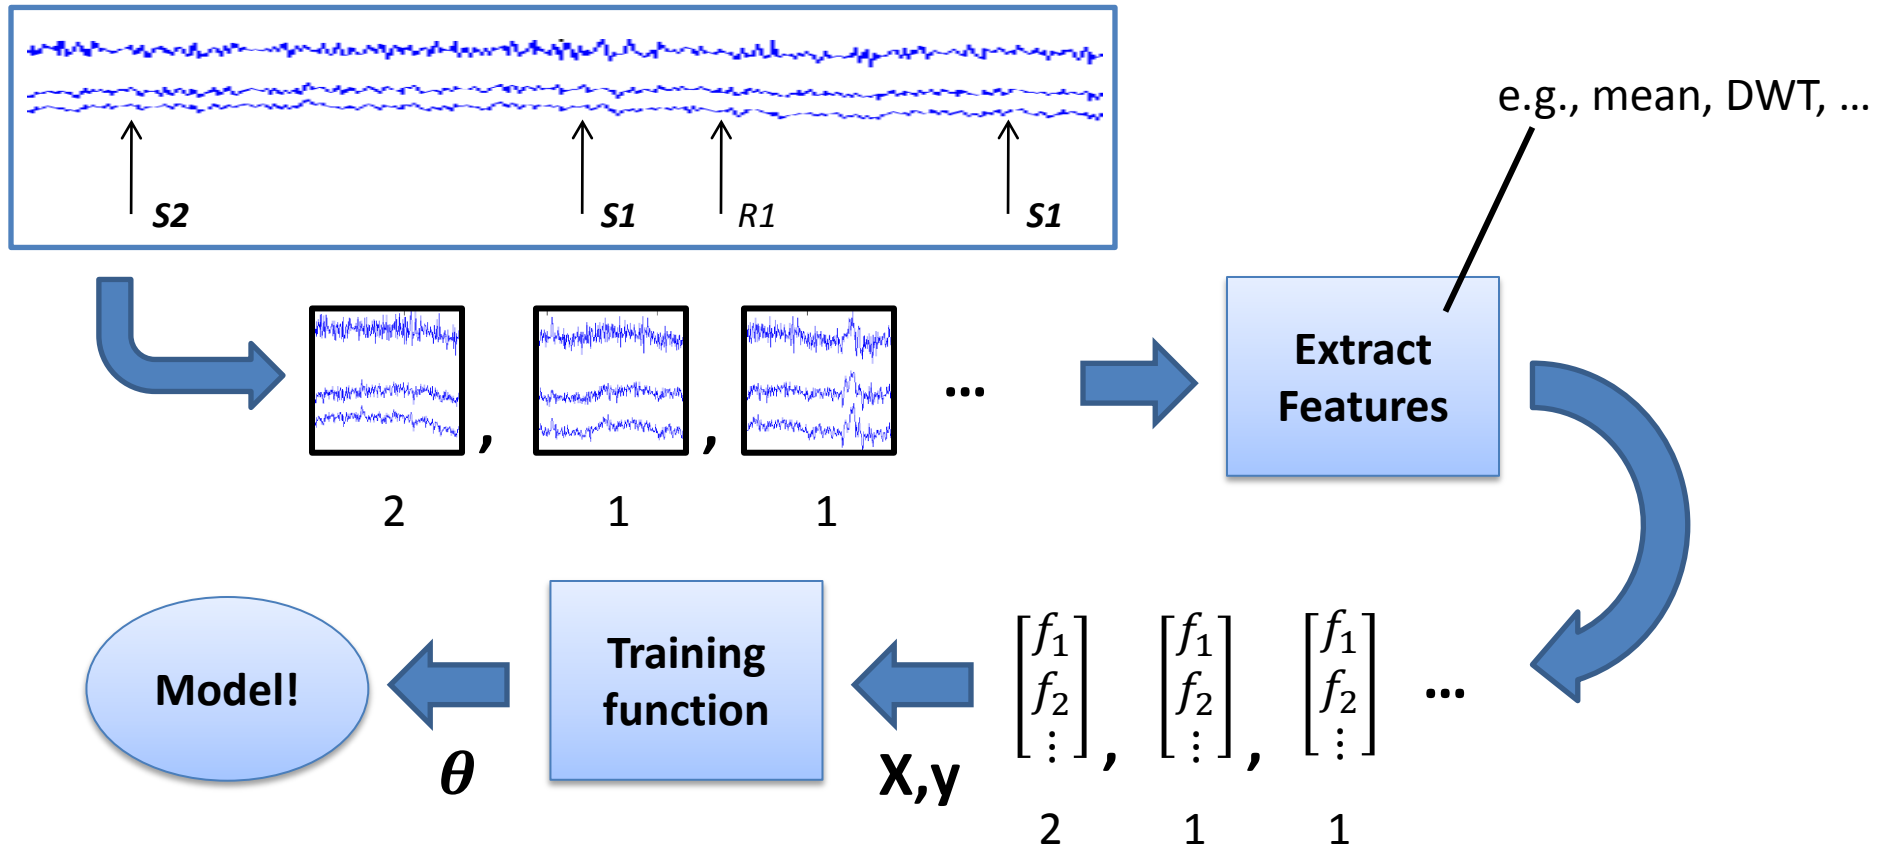 e.g., mean, DWT, ...
S2
S1
R1
S1
, , ...
2 1 1
Extract
Features
Model!
θ
Training
function
X,y
[f₁ f₂ ⋮] , [f₁ f₂ ⋮] , [f₁ f₂ ⋮] ...
2 1 1